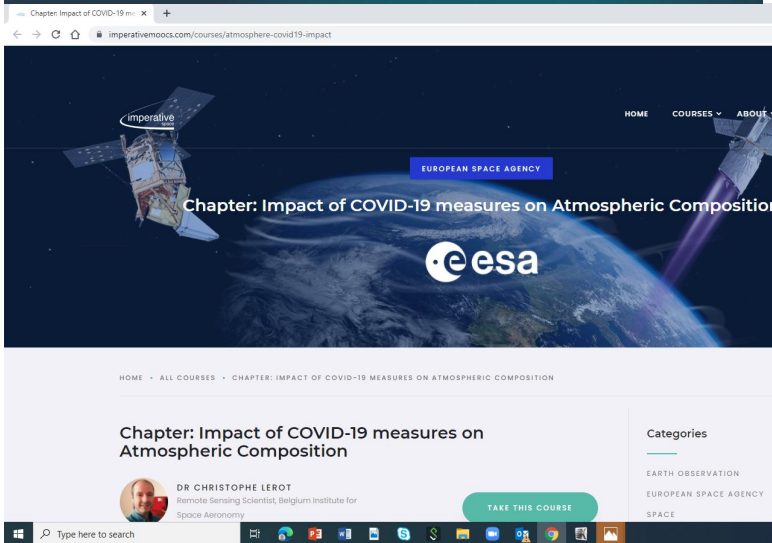 Chapter: Impact of COVID-19 me
imperativemoocs.com/courses/atmosphere-covid19-impact
imperative
space
HOME COURSES ABOUT
EUROPEAN SPACE AGENCY
Chapter: Impact of COVID-19 measures on Atmospheric Composition
esa
HOME • ALL COURSES • CHAPTER: IMPACT OF COVID-19 MEASURES ON ATMOSPHERIC COMPOSITION
Chapter: Impact of COVID-19 measures on
Atmospheric Composition
DR CHRISTOPHE LEROT
Remote Sensing Scientist, Belgium Institute for
Space Aeronomy
TAKE THIS COURSE
Categories
EARTH OBSERVATION
EUROPEAN SPACE AGENCY
SPACE
Type here to search